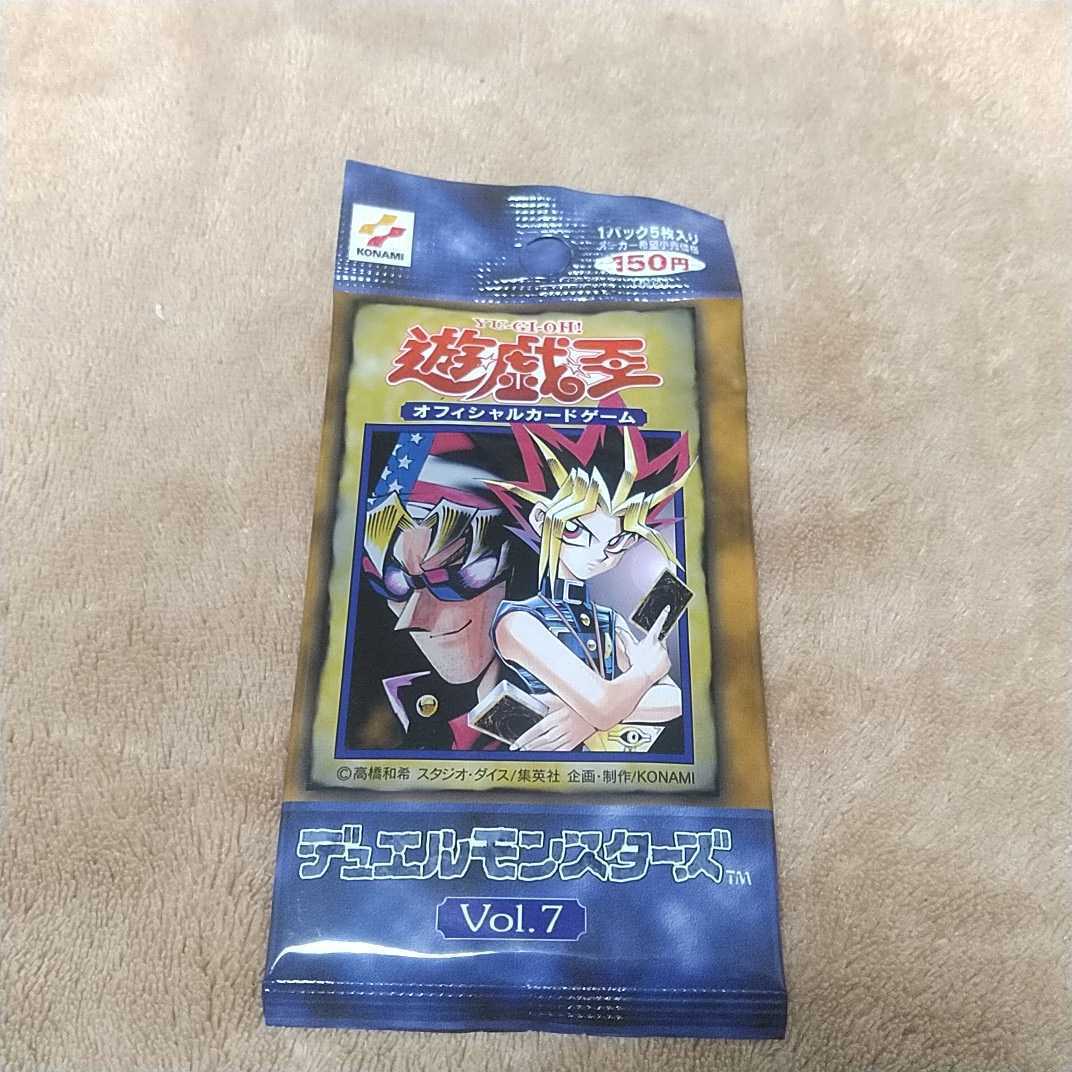 KONAMI
1パック5枚入り
メーカー希望小売価格
150円
YU-GI-OH!
遊戯王
オフィシャルカードゲーム
©高橋和希 スタジオ・ダイス/集英社 企画・制作/KONAMI
デュエルモンスターズ™
Vol.7